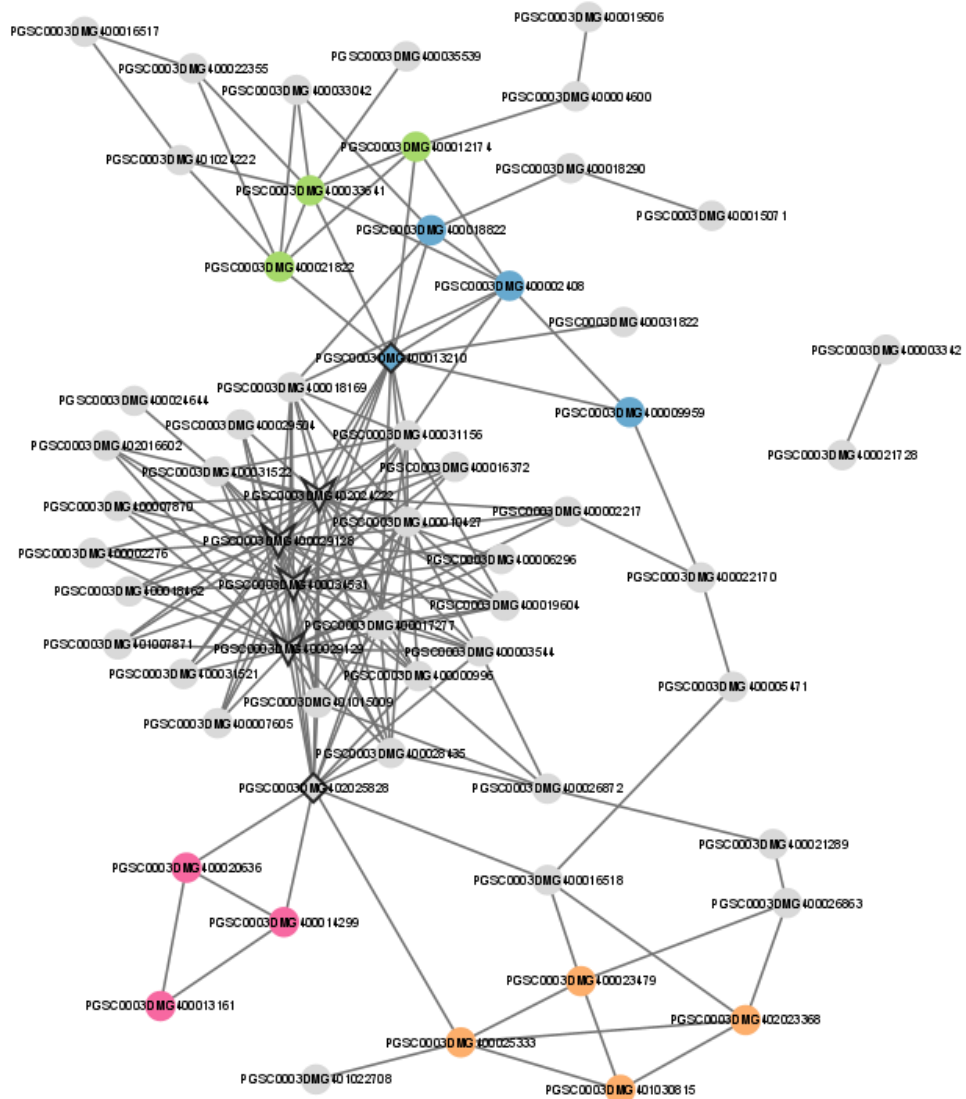 PGSC0003DMG400019506
PGSC0003DMG400016517
PGSC0003DMG400035539
PGSC0003DMG400022355
PGSC0003DMG400033042
PGSC0003DMG400004600
PGSC0003DMG400012174
PGSC0003DMG401024222
PGSC0003DMG400018290
PGSC0003DMG400033641
PGSC0003DMG400015071
PGSC0003DMG400018822
PGSC0003DMG400021822
PGSC0003DMG400002408
PGSC0003DMG400031822
PGSC0003DMG400003342
PGSC0003DMG400013210
PGSC0003DMG400018169
PGSC0003DMG400024644
PGSC0003DMG400009959
PGSC0003DMG400029504
PGSC0003DMG400031156
PGSC0003DMG402016602
PGSC0003DMG400021728
PGSC0003DMG400016372
PGSC0003DMG400031522
PGSC0003DMG402024222
PGSC0003DMG400007870
PGSC0003DMG400002217
PGSC0003DMG400010427
PGSC0003DMG400029128
PGSC0003DMG400002276
PGSC0003DMG400006296
PGSC0003DMG400022170
PGSC0003DMG400034531
PGSC0003DMG400018462
PGSC0003DMG400019604
PGSC0003DMG400017277
PGSC0003DMG401007871
PGSC0003DMG400029129
PGSC0003DMG400003544
PGSC0003DMG400031521
PGSC0003DMG400000996
PGSC0003DMG400005471
PGSC0003DMG401015009
PGSC0003DMG400007605
PGSC0003DMG400028435
PGSC0003DMG402025828
PGSC0003DMG400026872
PGSC0003DMG400021289
PGSC0003DMG400020636
PGSC0003DMG400016518
PGSC0003DMG400026863
PGSC0003DMG400014299
PGSC0003DMG400023479
PGSC0003DMG400013161
PGSC0003DMG402023368
PGSC0003DMG400025333
PGSC0003DMG401022708
PGSC0003DMG401030815